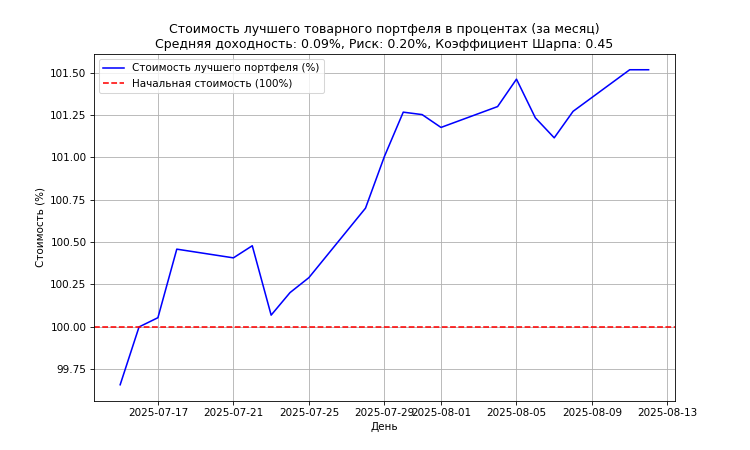 Стоимость лучшего товарного портфеля в процентах (за месяц)
Средняя доходность: 0.09%, Риск: 0.20%, Коэффициент Шарпа: 0.45
Стоимость лучшего портфеля (%)
Начальная стоимость (100%)
Стоимость (%)
101.50
101.25
101.00
100.75
100.50
100.25
100.00
99.75
2025-07-17
2025-07-21
2025-07-25
2025-07-29
2025-08-01
2025-08-05
2025-08-09
2025-08-13
День